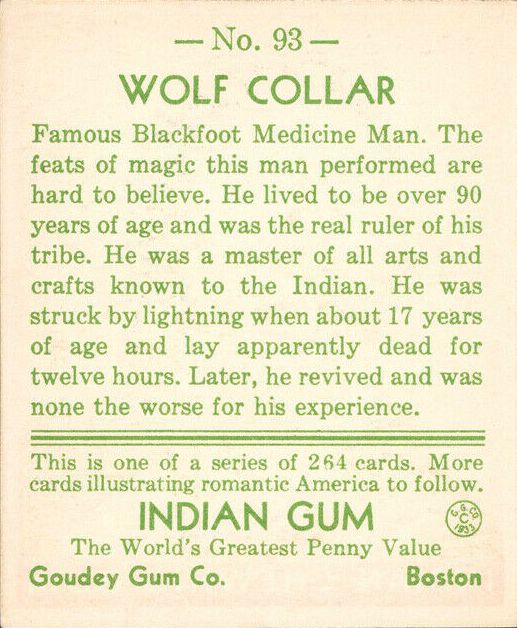 — No. 93 —
WOLF COLLAR
Famous Blackfoot Medicine Man. The
feats of magic this man performed are
hard to believe. He lived to be over 90
years of age and was the real ruler of his
tribe. He was a master of all arts and
crafts known to the Indian. He was
struck by lightning when about 17 years
of age and lay apparently dead for
twelve hours. Later, he revived and was
none the worse for his experience.
This is one of a series of 264 cards. More
cards illustrating romantic America to follow.
INDIAN GUM
G. G. CO.
C.
1933
The World's Greatest Penny Value
Goudey Gum Co. Boston